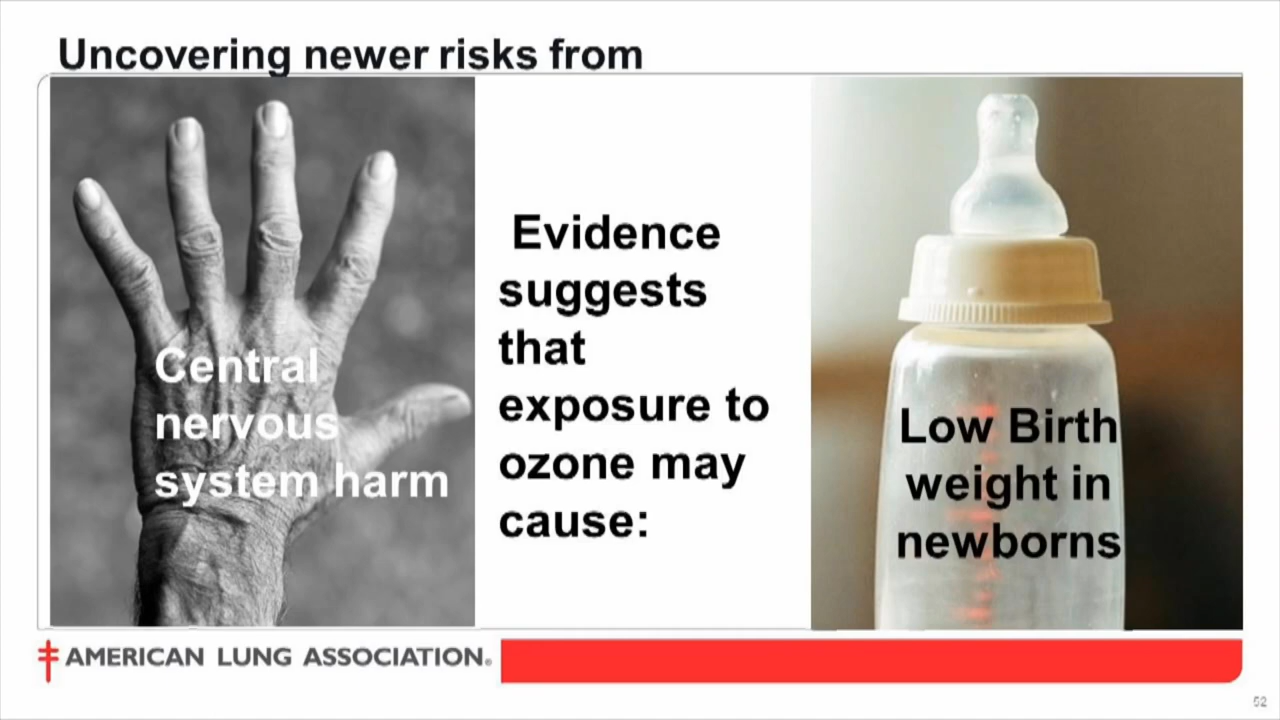 Uncovering newer risks from
Central
nervous
system harm
Evidence
suggests
that
exposure to
ozone may
cause:
Low Birth
weight in
newborns
AMERICAN LUNG ASSOCIATION®
52